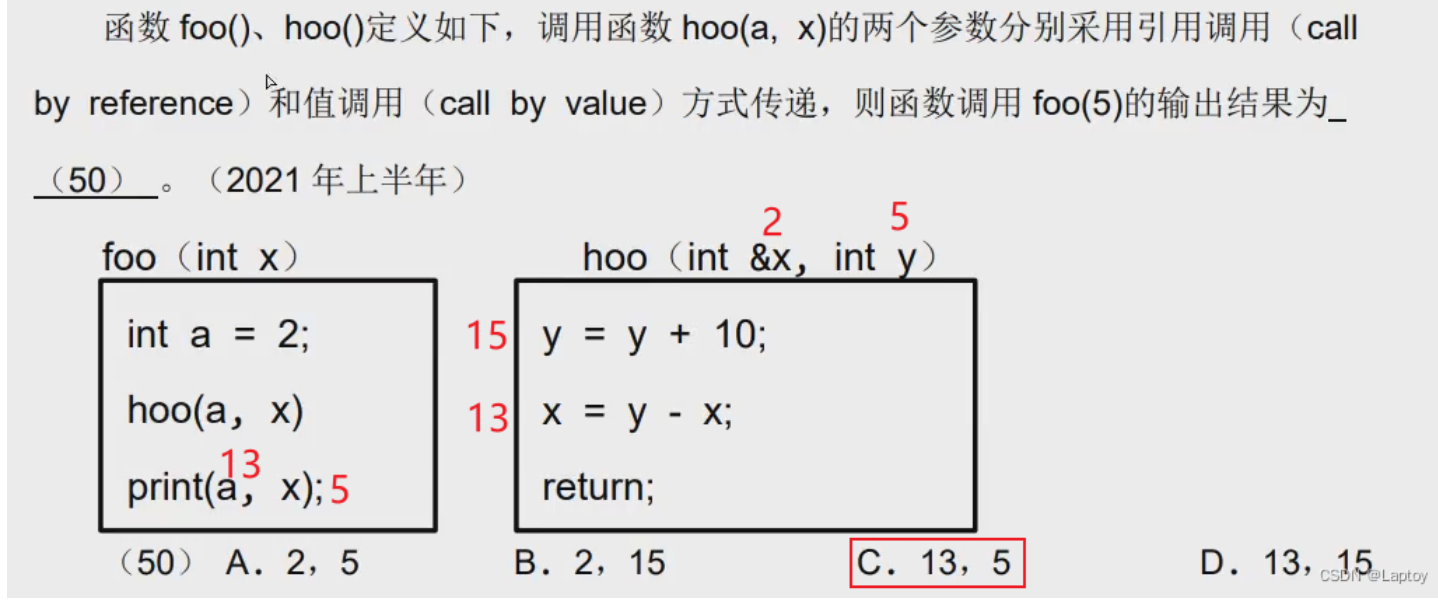 函数 foo()、hoo()定义如下，调用函数 hoo(a, x)的两个参数分别采用引用调用（call
by reference）和值调用（call by value）方式传递，则函数调用 foo(5)的输出结果为_
（50）。（2021 年上半年）
2 5
foo（int x） hoo（int &x, int y）
int a = 2; 15 y = y + 10;
hoo(a, x) 13 x = y - x;
13
print(a, x); 5 return;
（50） A. 2, 5 B. 2, 15 C. 13, 5 D. 13, 15
CSDN @Laptoy